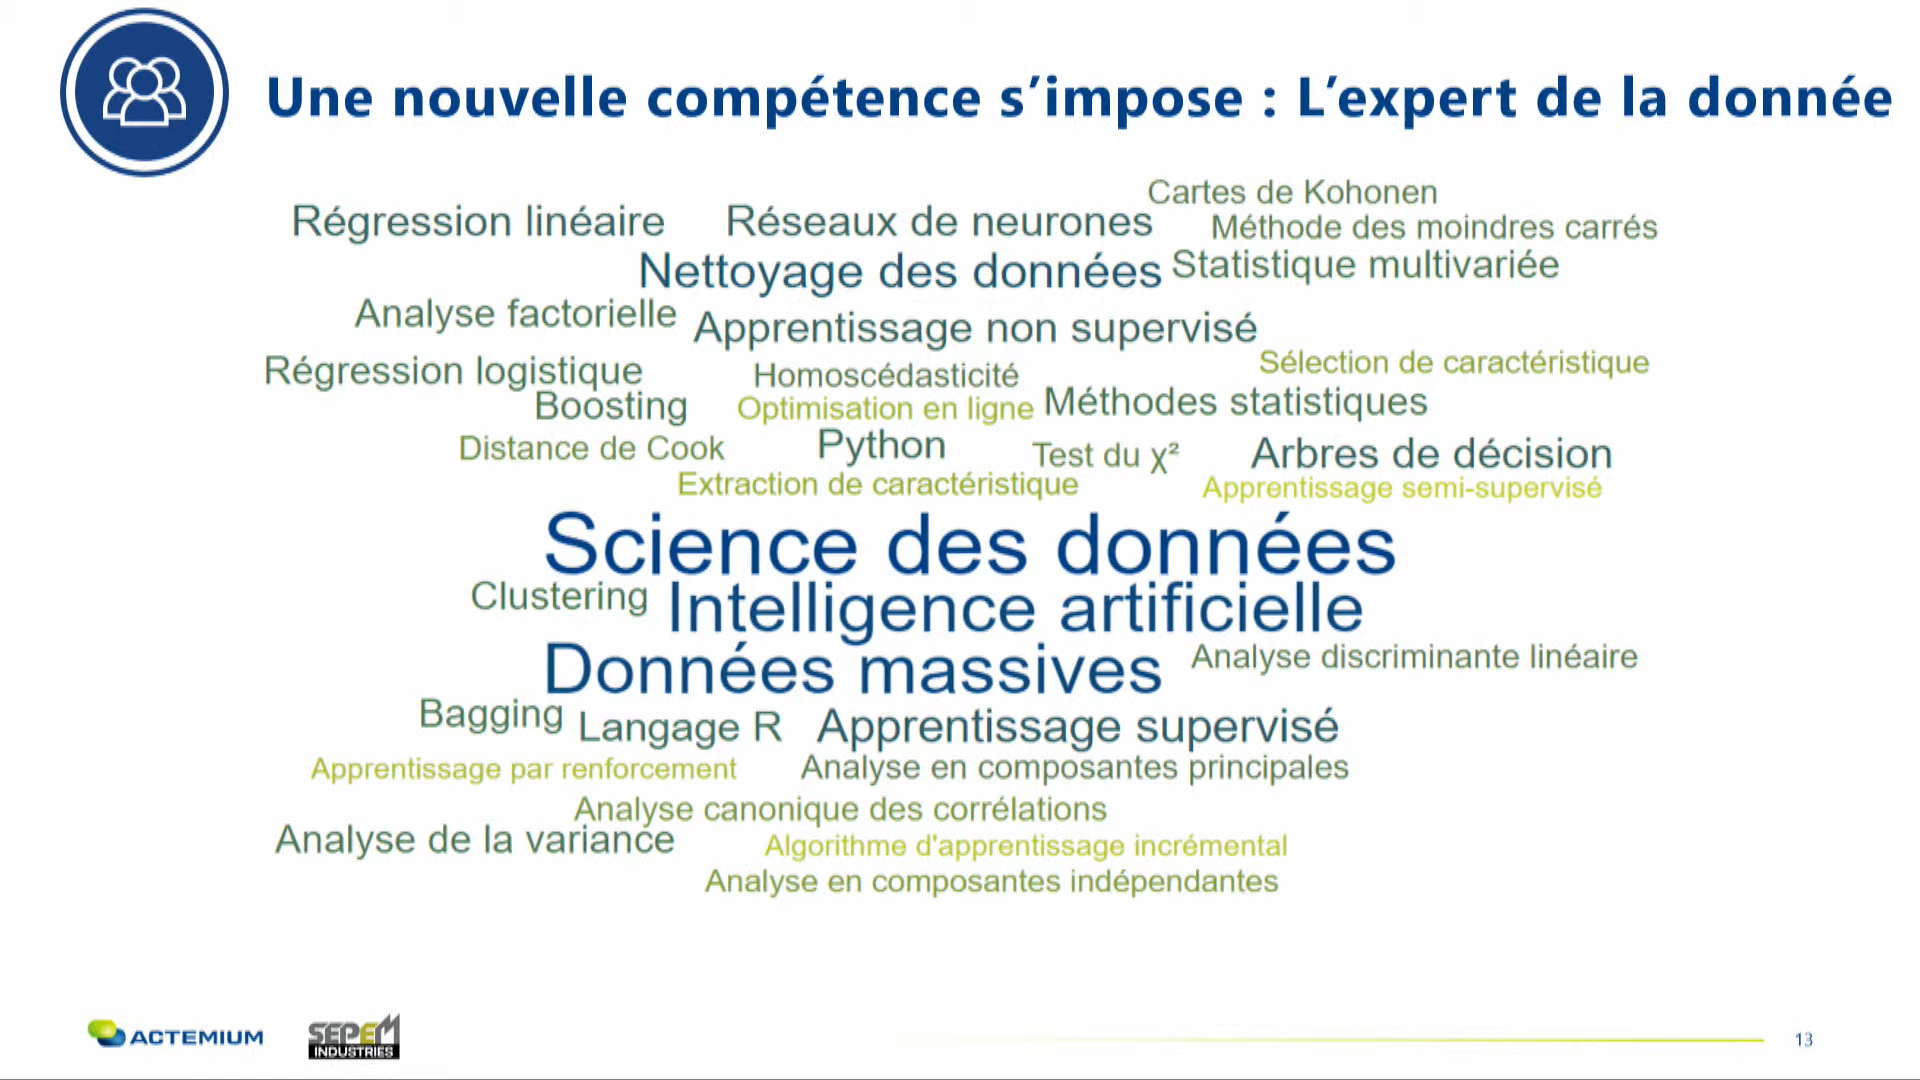 Une nouvelle compétence s’impose : L’expert de la donnée
Cartes de Kohonen
Régression linéaire
Réseaux de neurones
Méthode des moindres carrés
Nettoyage des données
Statistique multivariée
Analyse factorielle
Apprentissage non supervisé
Régression logistique
Homoscédasticité
Sélection de caractéristique
Boosting
Optimisation en ligne
Méthodes statistiques
Distance de Cook
Python
Test du χ²
Arbres de décision
Extraction de caractéristique
Apprentissage semi-supervisé
Science des données
Clustering
Intelligence artificielle
Données massives
Analyse discriminante linéaire
Bagging
Langage R
Apprentissage supervisé
Apprentissage par renforcement
Analyse en composantes principales
Analyse canonique des corrélations
Analyse de la variance
Algorithme d'apprentissage incrémental
Analyse en composantes indépendantes
ACTEMIUM
SEPEM
INDUSTRIES
13